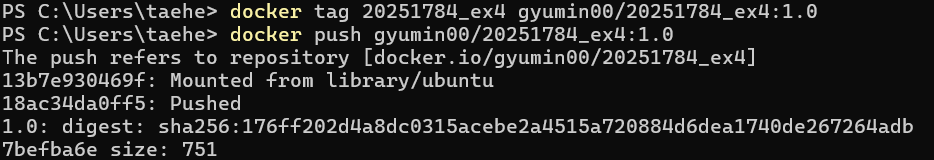 PS C:\Users\taehe> docker tag 20251784_ex4 gyumin00/20251784_ex4:1.0
PS C:\Users\taehe> docker push gyumin00/20251784_ex4:1.0
The push refers to repository [docker.io/gyumin00/20251784_ex4]
13b7e930469f: Mounted from library/ubuntu
18ac34da0ff5: Pushed
1.0: digest: sha256:176ff202d4a8dc0315acebe2a4515a720884d6dea1740de267264adb
7befba6e size: 751